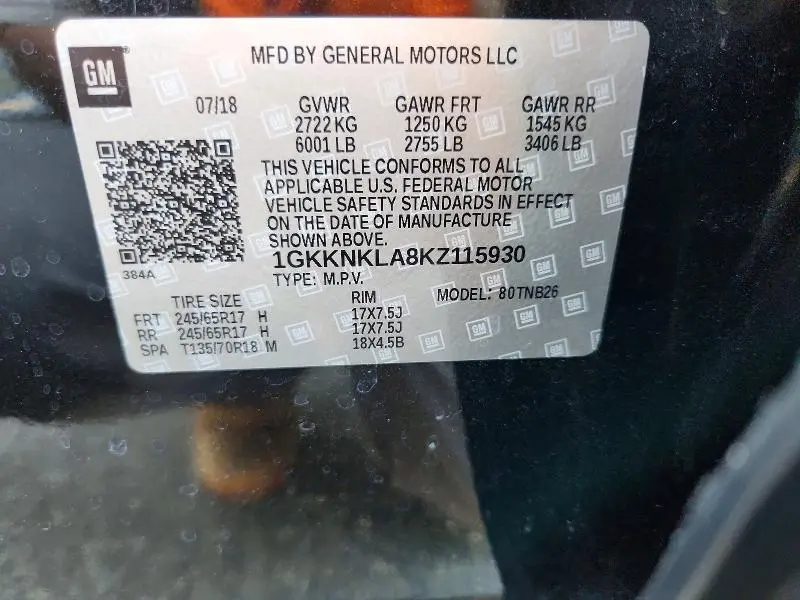 GM
MFD BY GENERAL MOTORS LLC
07/18 GVWR GAWR FRT GAWR RR
2722 KG 1250 KG 1545 KG
6001 LB 2755 LB 3406 LB
THIS VEHICLE CONFORMS TO ALL
APPLICABLE U.S. FEDERAL MOTOR
VEHICLE SAFETY STANDARDS IN EFFECT
ON THE DATE OF MANUFACTURE
SHOWN ABOVE.
384A
1GKKNKLA8KZ115930
TYPE: M.P.V.
TIRE SIZE RIM MODEL: 80TNB26
FRT 245/65R17 H 17X7.5J
RR 245/65R17 H 17X7.5J
SPA T135/70R18 M 18X4.5B